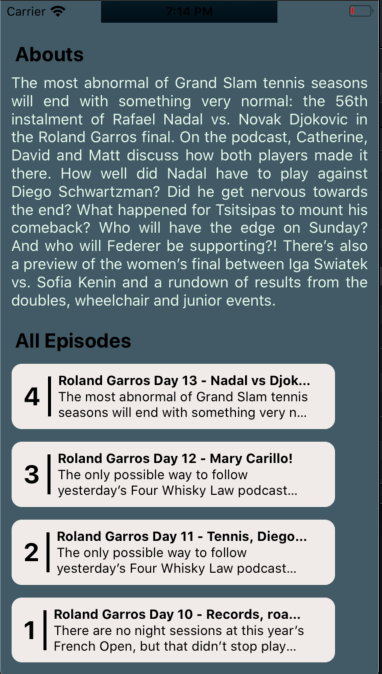 Carrier 7:14 PM
Abouts
The most abnormal of Grand Slam tennis seasons
will end with something very normal: the 56th
instalment of Rafael Nadal vs. Novak Djokovic in
the Roland Garros final. On the podcast, Catherine,
David and Matt discuss how both players made it
there. How well did Nadal have to play against
Diego Schwartzman? Did he get nervous towards
the end? What happened for Tsitsipas to mount his
comeback? Who will have the edge on Sunday?
And who will Federer be supporting?! There’s also
a preview of the women’s final between Iga Swiatek
vs. Sofia Kenin and a rundown of results from the
doubles, wheelchair and junior events.
All Episodes
4
Roland Garros Day 13 - Nadal vs Djok...
The most abnormal of Grand Slam tennis
seasons will end with something very n...
3
Roland Garros Day 12 - Mary Carillo!
The only possible way to follow
yesterday’s Four Whisky Law podcast...
2
Roland Garros Day 11 - Tennis, Diego...
The only possible way to follow
yesterday’s Four Whisky Law podcast...
1
Roland Garros Day 10 - Records, roa...
There are no night sessions at this year’s
French Open, but that didn’t stop play...